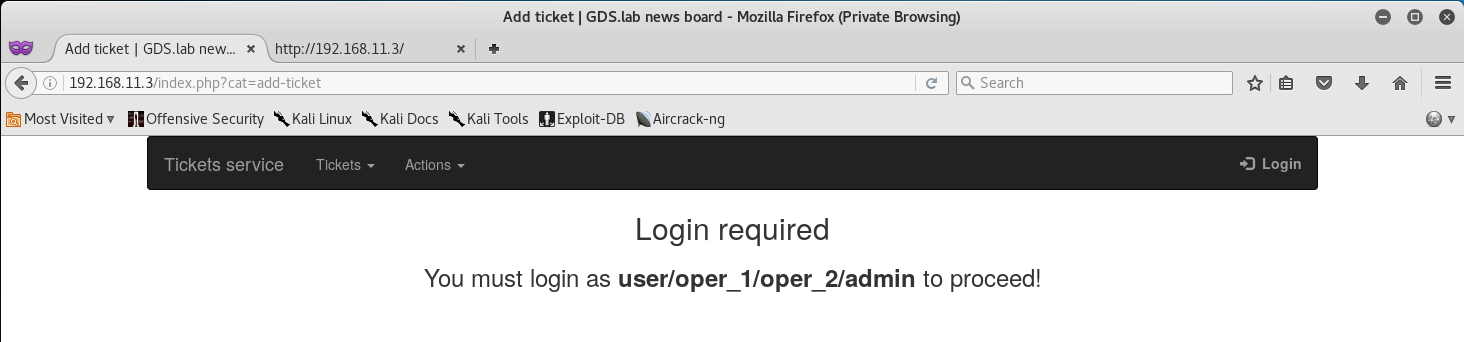 Add ticket | GDS.lab news board - Mozilla Firefox (Private Browsing)
Add ticket | GDS.lab new... http://192.168.11.3/
192.168.11.3/index.php?cat=add-ticket Search
Most Visited Offensive Security Kali Linux Kali Docs Kali Tools Exploit-DB Aircrack-ng
Tickets service Tickets Actions Login
Login required
You must login as user/oper_1/oper_2/admin to proceed!